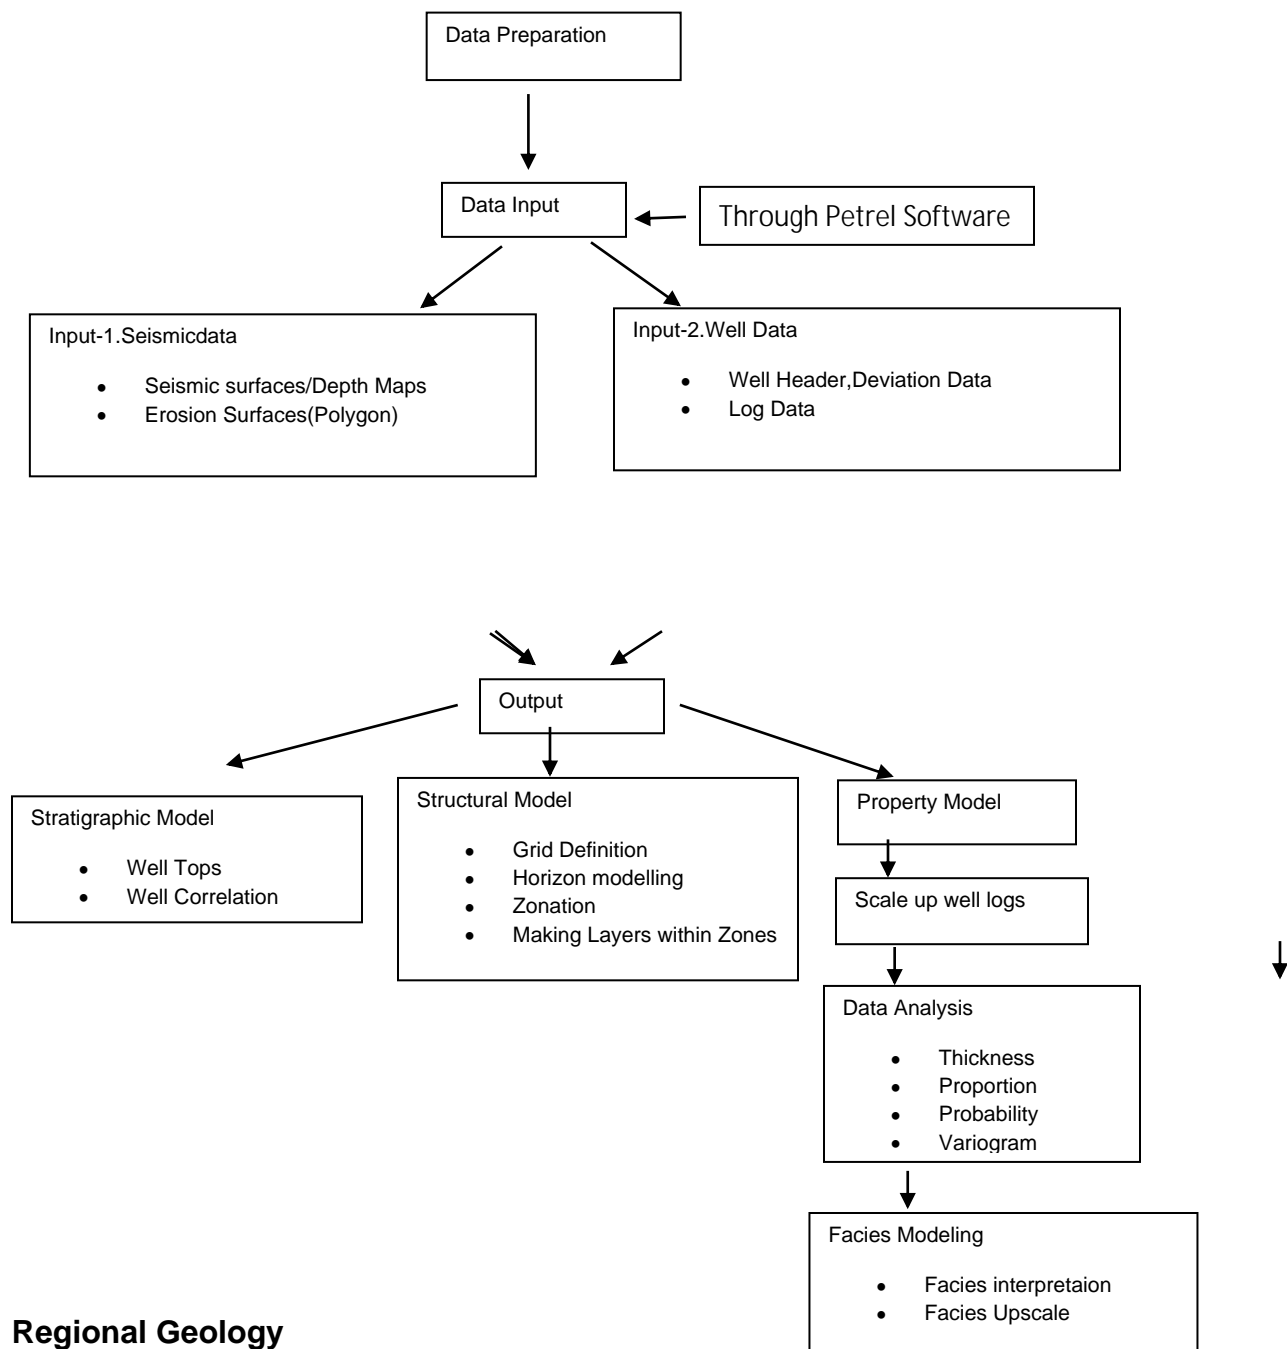 Data Preparation
Data Input
Through Petrel Software
Input-1.Seismicdata
• Seismic surfaces/Depth Maps
• Erosion Surfaces(Polygon)
Input-2.Well Data
• Well Header,Deviation Data
• Log Data
Output
Stratigraphic Model
• Well Tops
• Well Correlation
Structural Model
• Grid Definition
• Horizon modelling
• Zonation
• Making Layers within Zones
Property Model
Scale up well logs
Data Analysis
• Thickness
• Proportion
• Probability
• Variogram
Facies Modeling
• Facies interpretaion
• Facies Upscale
Regional Geology